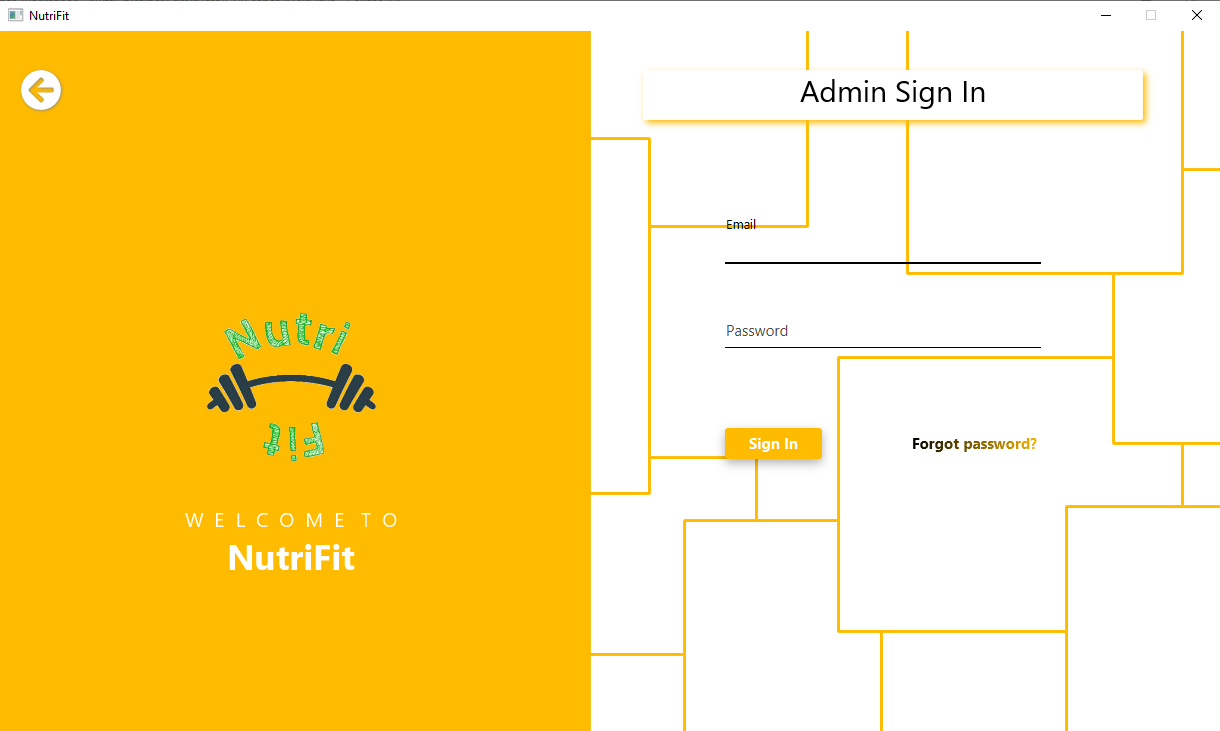 NutriFit
Admin Sign In
Email
Password
Sign In
Forgot password?
Nutri
Fit
WELCOME TO
NutriFit